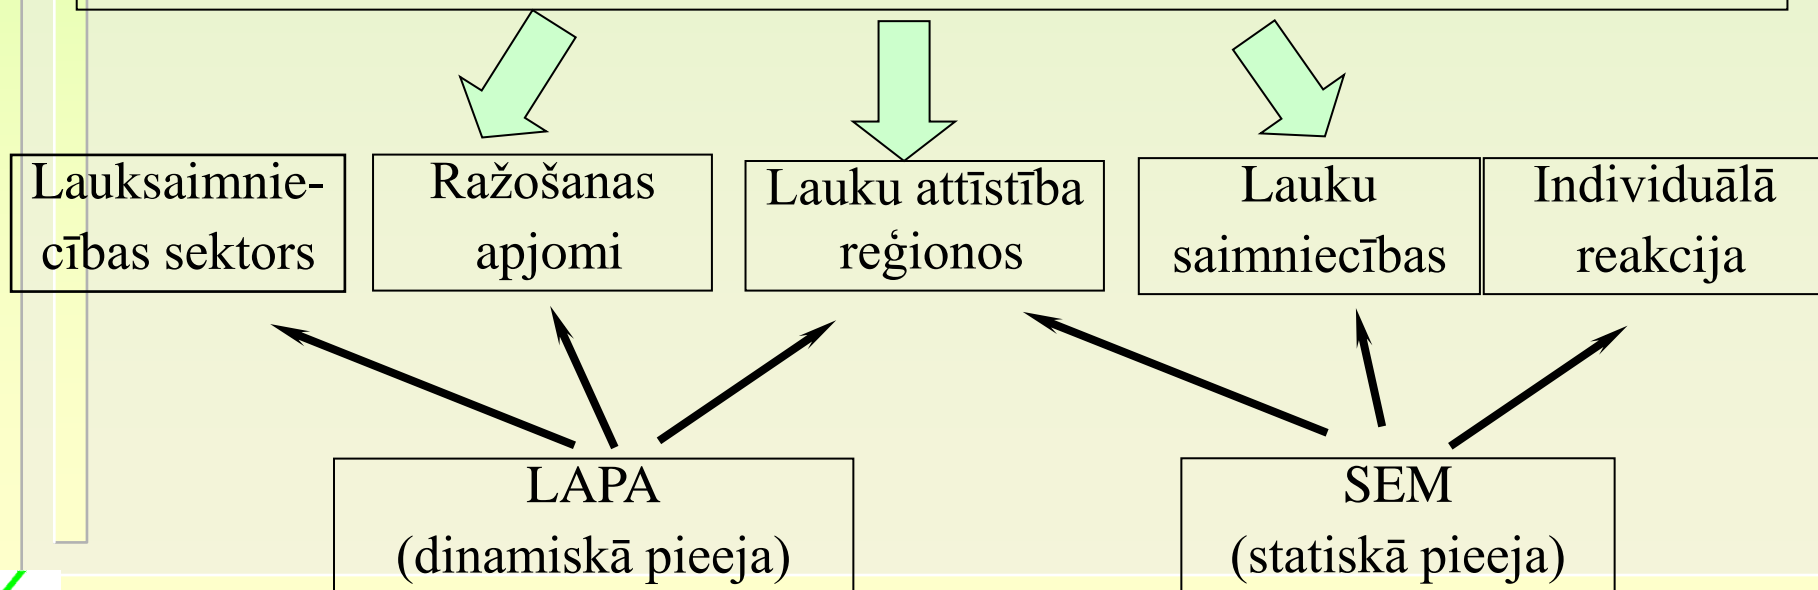 Lauksaimnie-
cības sektors
Ražošanas
apjomi
Lauku attīstība
reģionos
Lauku
saimniecības
Individuālā
reakcija
LAPA
(dinamiskā pieeja)
SEM
(statiskā pieeja)